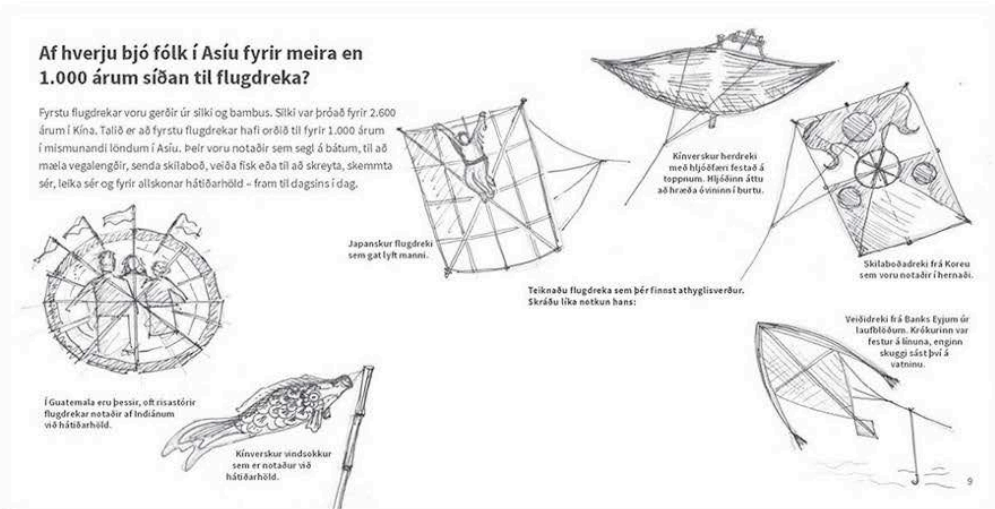 Af hverju bjó fólk í Asíu fyrir meira en
1.000 árum síðan til flugdreka?
Fyrstu flugdrekar voru gerðir úr silki og bambus. Silki var þróað fyrir 2.600
árum í Kína. Talið er að fyrstu flugdrekar hafi orðið til fyrir 1.000 árum
í mismunandi löndum í Asíu. Þeir voru notaðir sem segl á bátum, til að
mæla vegalengdir, senda skilaboð, veiða fisk eða til að skreyta, skemmta
sér, leika sér og fyrir allskonar hátíðarhöld – fram til dagsins í dag.
Kínverskur herdreki
með hljóðfæri festað á
toppnum. Hljóðinn áttu
að hræða óvininn í burtu.
Japanskur flugdreki
sem gat lyft manni.
Skilaboðadreki frá Koreu
sem voru notaðir í hernaði.
Teiknaðu flugdreka sem þér finnst athyglisverður.
Skráðu líka notkun hans:
Veiðidreki frá Banks Eyjum úr
laufblöðum. Krókurinn var
festur á línuna, enginn
skuggi sást því á
vatninu.
Í Guatemala eru þessir, oft risastórir
flugdrekar notaðir af Indiánum
við hátiðarhöld.
Kínverskur vindsokkur
sem er notaður við
hátiðarhöld.
9